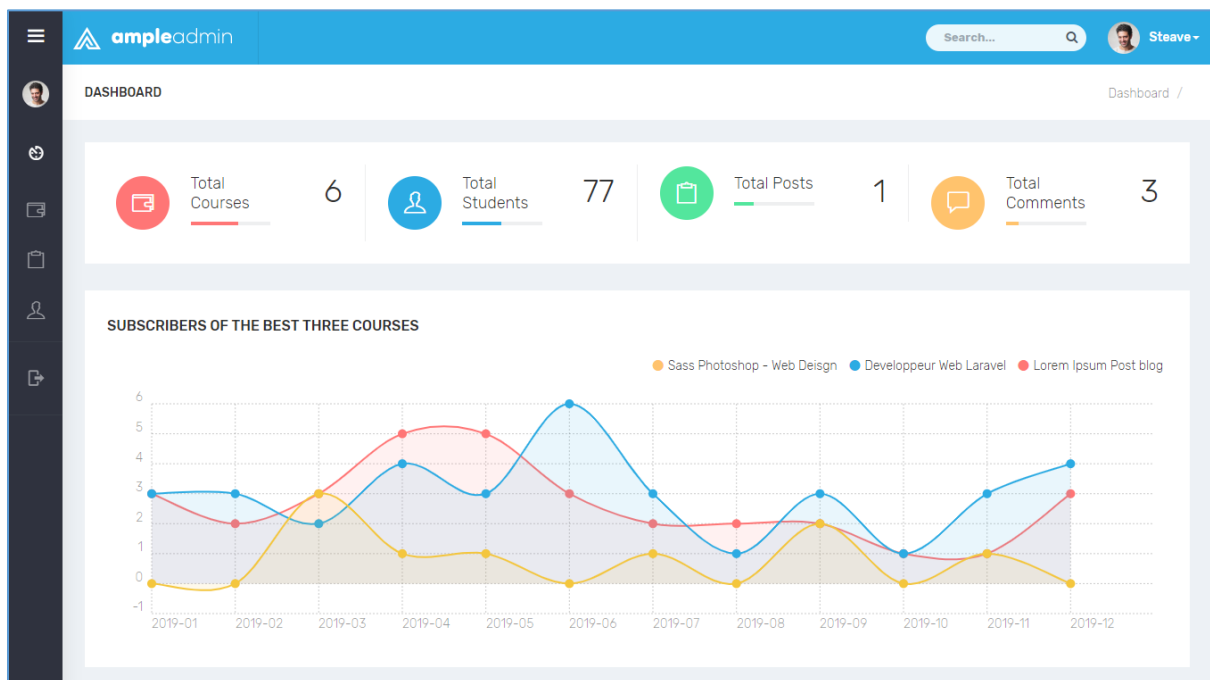 ampleadmin
Search...
Steave
DASHBOARD
Dashboard /
Total
Courses
6
Total
Students
77
Total Posts
1
Total
Comments
3
SUBSCRIBERS OF THE BEST THREE COURSES
Sass Photoshop - Web Deisgn
Developpeur Web Laravel
Lorem Ipsum Post blog
6
5
4
3
2
1
0
-1
2019-01
2019-02
2019-03
2019-04
2019-05
2019-06
2019-07
2019-08
2019-09
2019-10
2019-11
2019-12